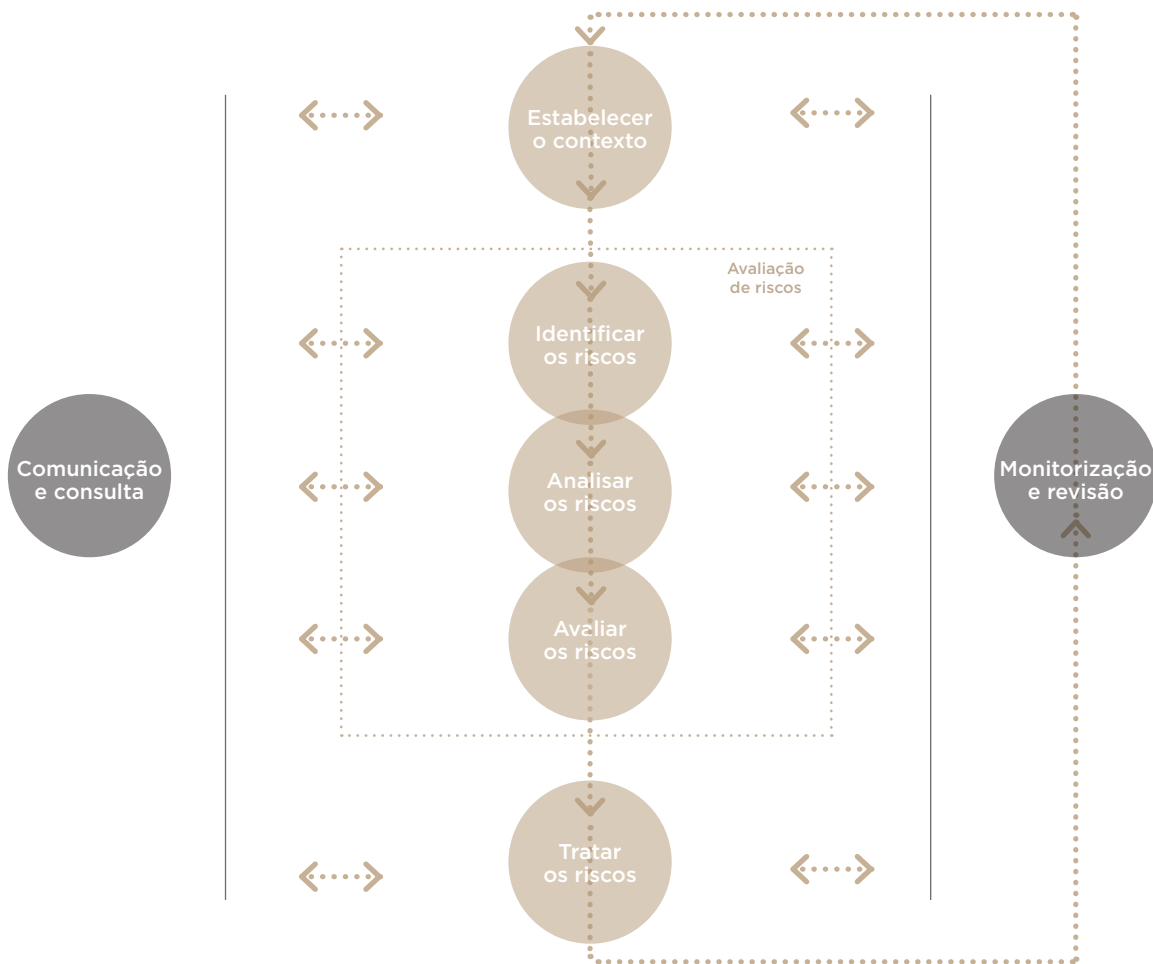 Estabelecer
o contexto
Avaliação
de riscos
Identificar
os riscos
Comunicação
e consulta
Analisar
os riscos
Monitorização
e revisão
Avaliar
os riscos
Tratar
os riscos